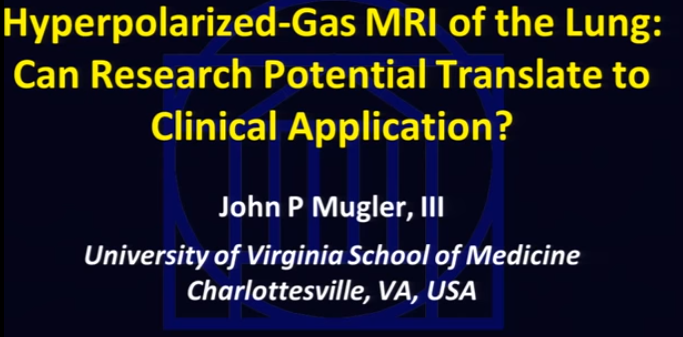 Hyperpolarized-Gas MRI of the Lung:
Can Research Potential Translate to
Clinical Application?
John P Mugler, III
University of Virginia School of Medicine
Charlottesville, VA, USA